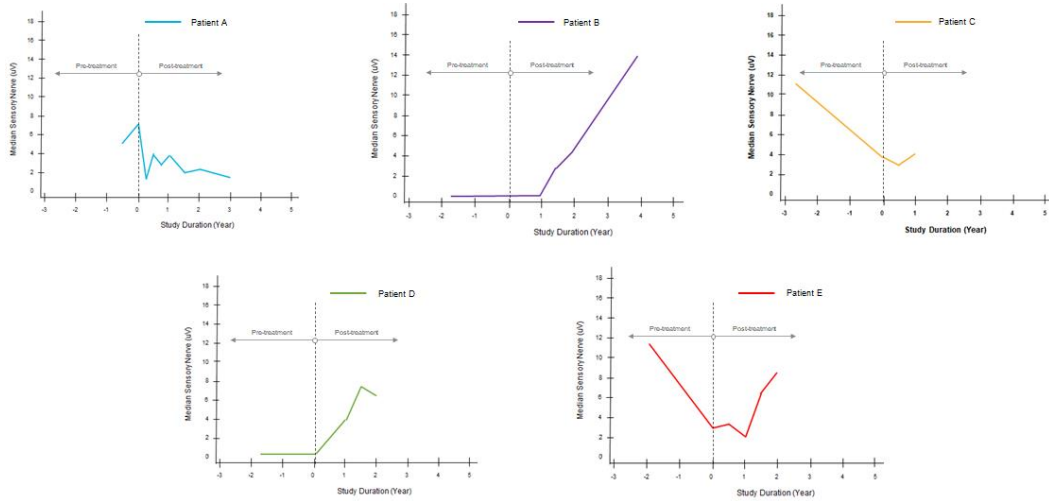 Patient A
18
16
14
12
10
8
6
4
2
0
Median Sensory Nerve (uV)
Pre-treatment Post-treatment
-3 -2 -1 0 1 2 3 4 5
Study Duration (Year)
Patient B
18
16
14
12
10
8
6
4
2
0
Median Sensory Nerve (uV)
Pre-treatment Post-treatment
-3 -2 -1 0 1 2 3 4 5
Study Duration (Year)
Patient C
18
16
14
12
10
8
6
4
2
0
Median Sensory Nerve (uV)
Pre-treatment Post-treatment
-3 -2 -1 0 1 2 3 4 5
Study Duration (Year)
Patient D
18
16
14
12
10
8
6
4
2
0
Median Sensory Nerve (uV)
Pre-treatment Post-treatment
-3 -2 -1 0 1 2 3 4 5
Study Duration (Year)
Patient E
18
16
14
12
10
8
6
4
2
0
Median Sensory Nerve (uV)
Pre-treatment Post-treatment
-3 -2 -1 0 1 2 3 4 5
Study Duration (Year)